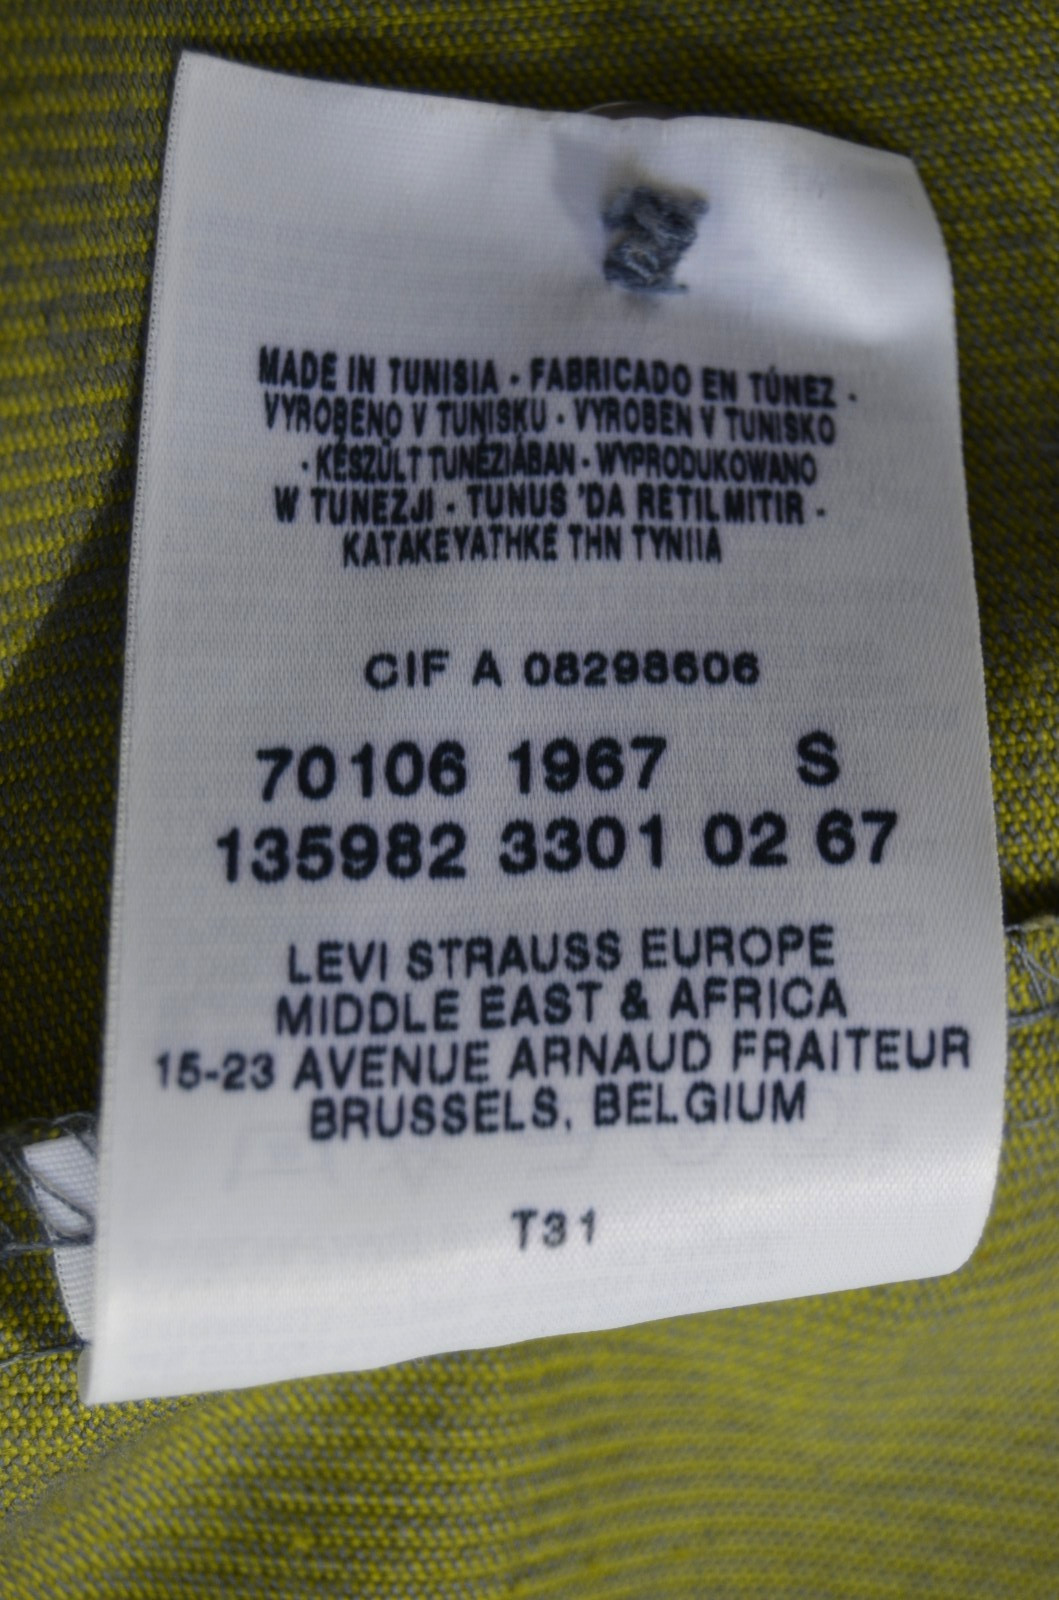 MADE IN TUNISIA - FABRICADO EN TÚNEZ -
VYROBENO V TUNISKU - VYROBEN V TUNISKO
- KÉSZÜLT TUNÉZIÁBAN - WYPRODUKOWANO
W TUNEZJI - TUNUS 'DA RETILMITIR -
KATAKEYATHKE THN TYNIIA
CIF A 08298606
70106 1967 S
135982 3301 02 67
LEVI STRAUSS EUROPE
MIDDLE EAST & AFRICA
15-23 AVENUE ARNAUD FRAITEUR
BRUSSELS, BELGIUM
T31